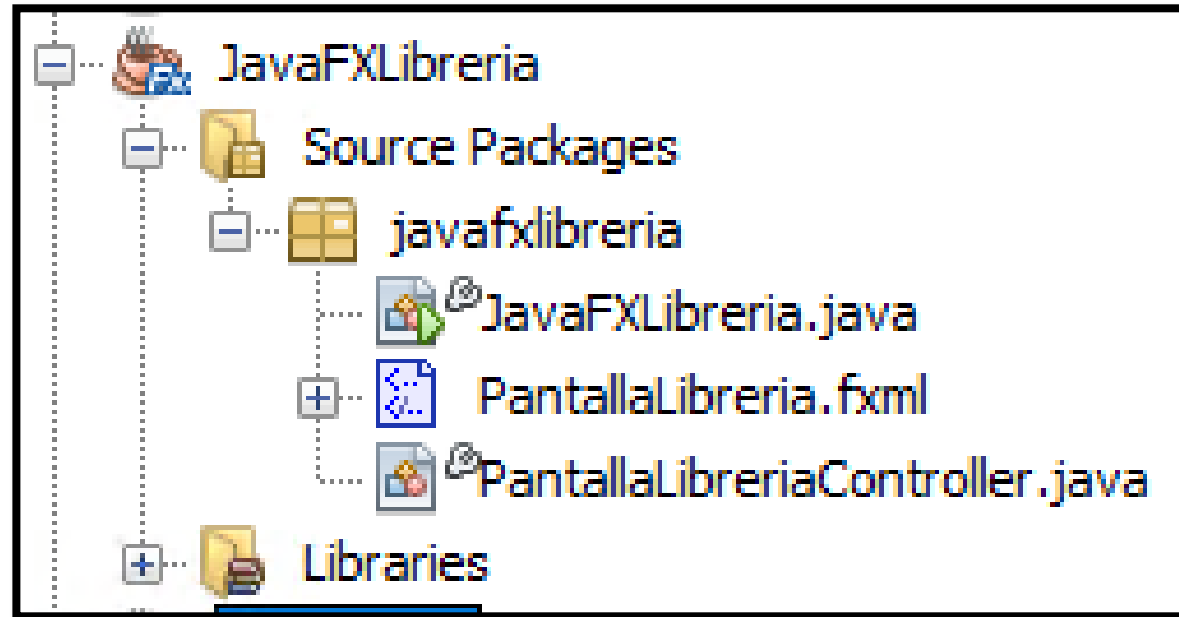 JavaFXLibreria
Source Packages
javafxlibreria
JavaFXLibreria.java
PantallaLibreria.fxml
PantallaLibreriaController.java
Libraries